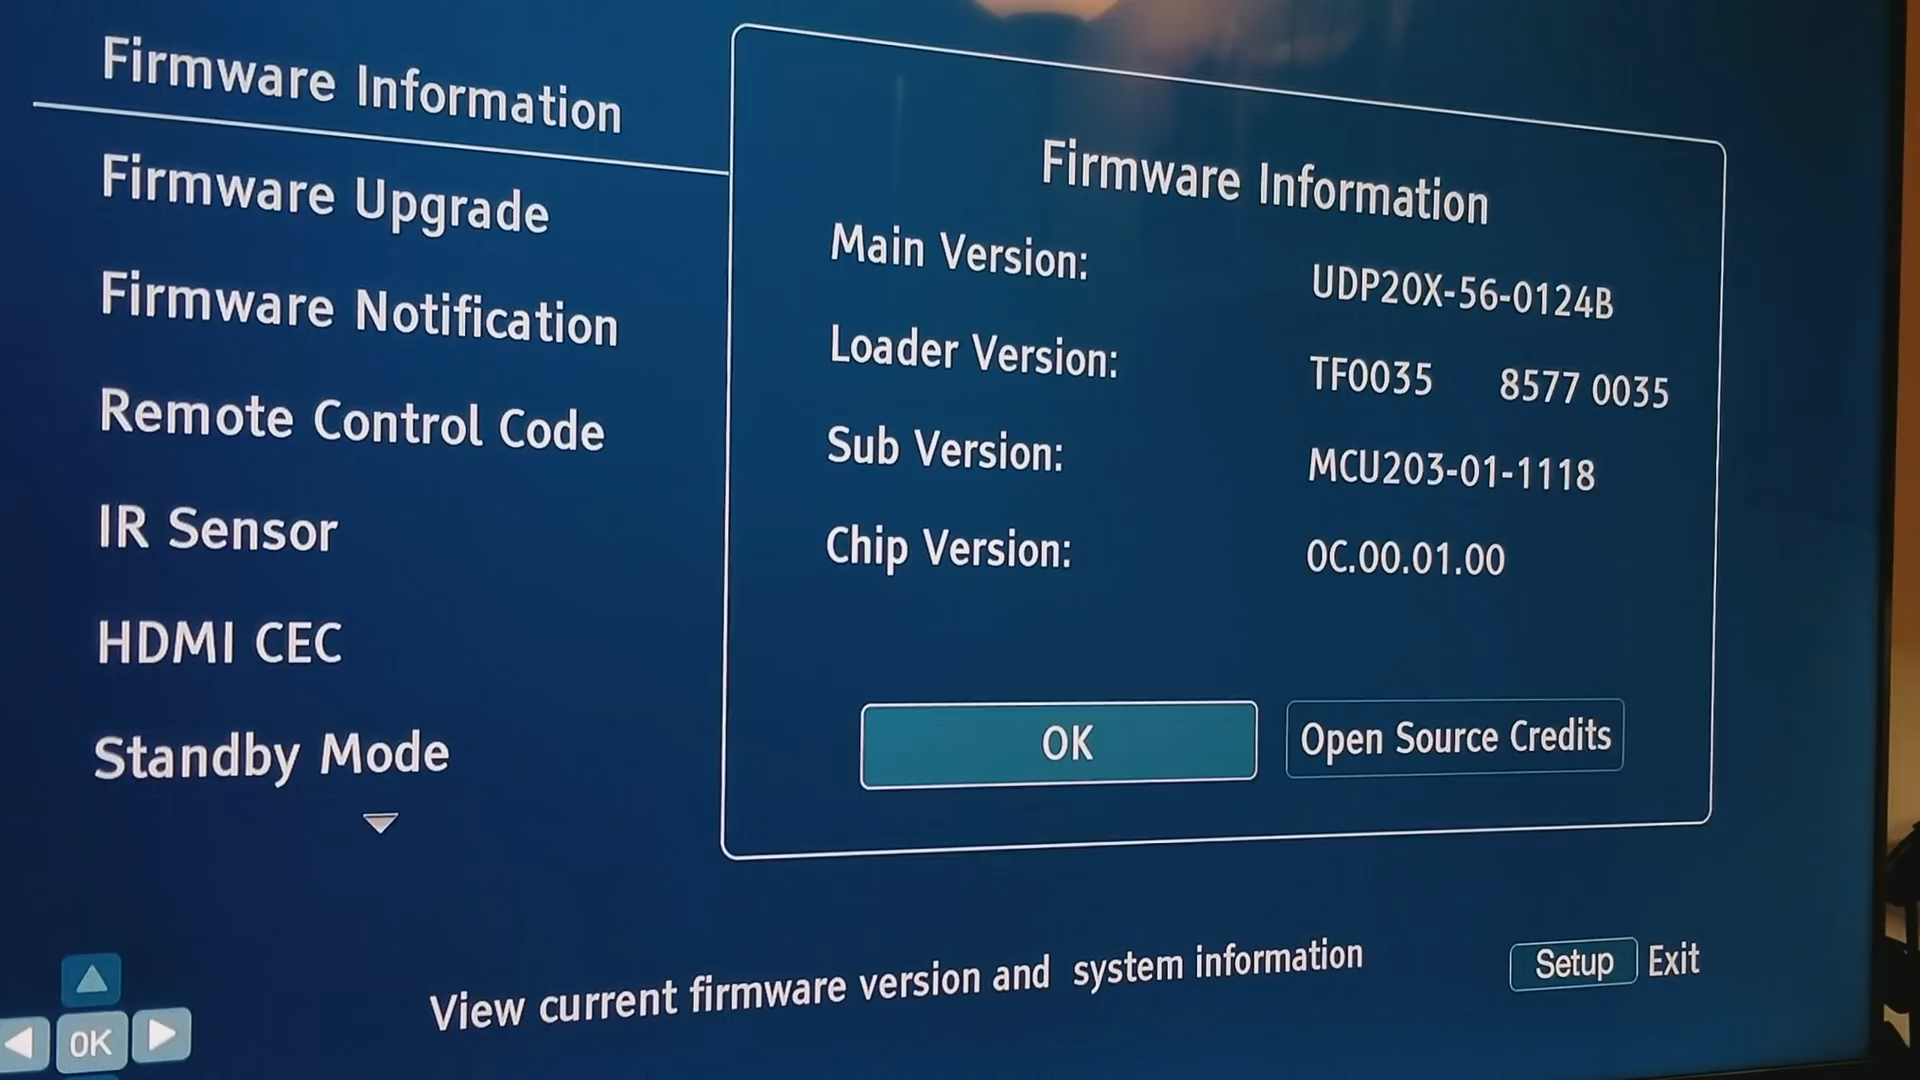 Firmware Information
Firmware Upgrade
Firmware Notification
Remote Control Code
IR Sensor
HDMI CEC
Standby Mode
Firmware Information
Main Version: UDP20X-56-0124B
Loader Version: TF0035 8577 0035
Sub Version: MCU203-01-1118
Chip Version: 0C.00.01.00
OK Open Source Credits
View current firmware version and system information
Setup Exit
OK